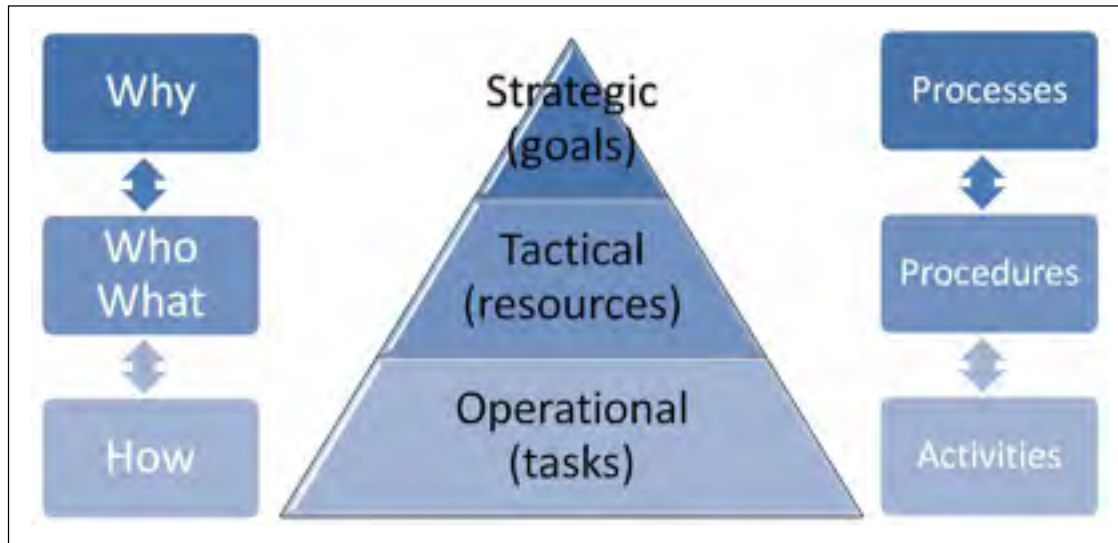 Why
Who
What
How
Strategic
(goals)
Tactical
(resources)
Operational
(tasks)
Processes
Procedures
Activities